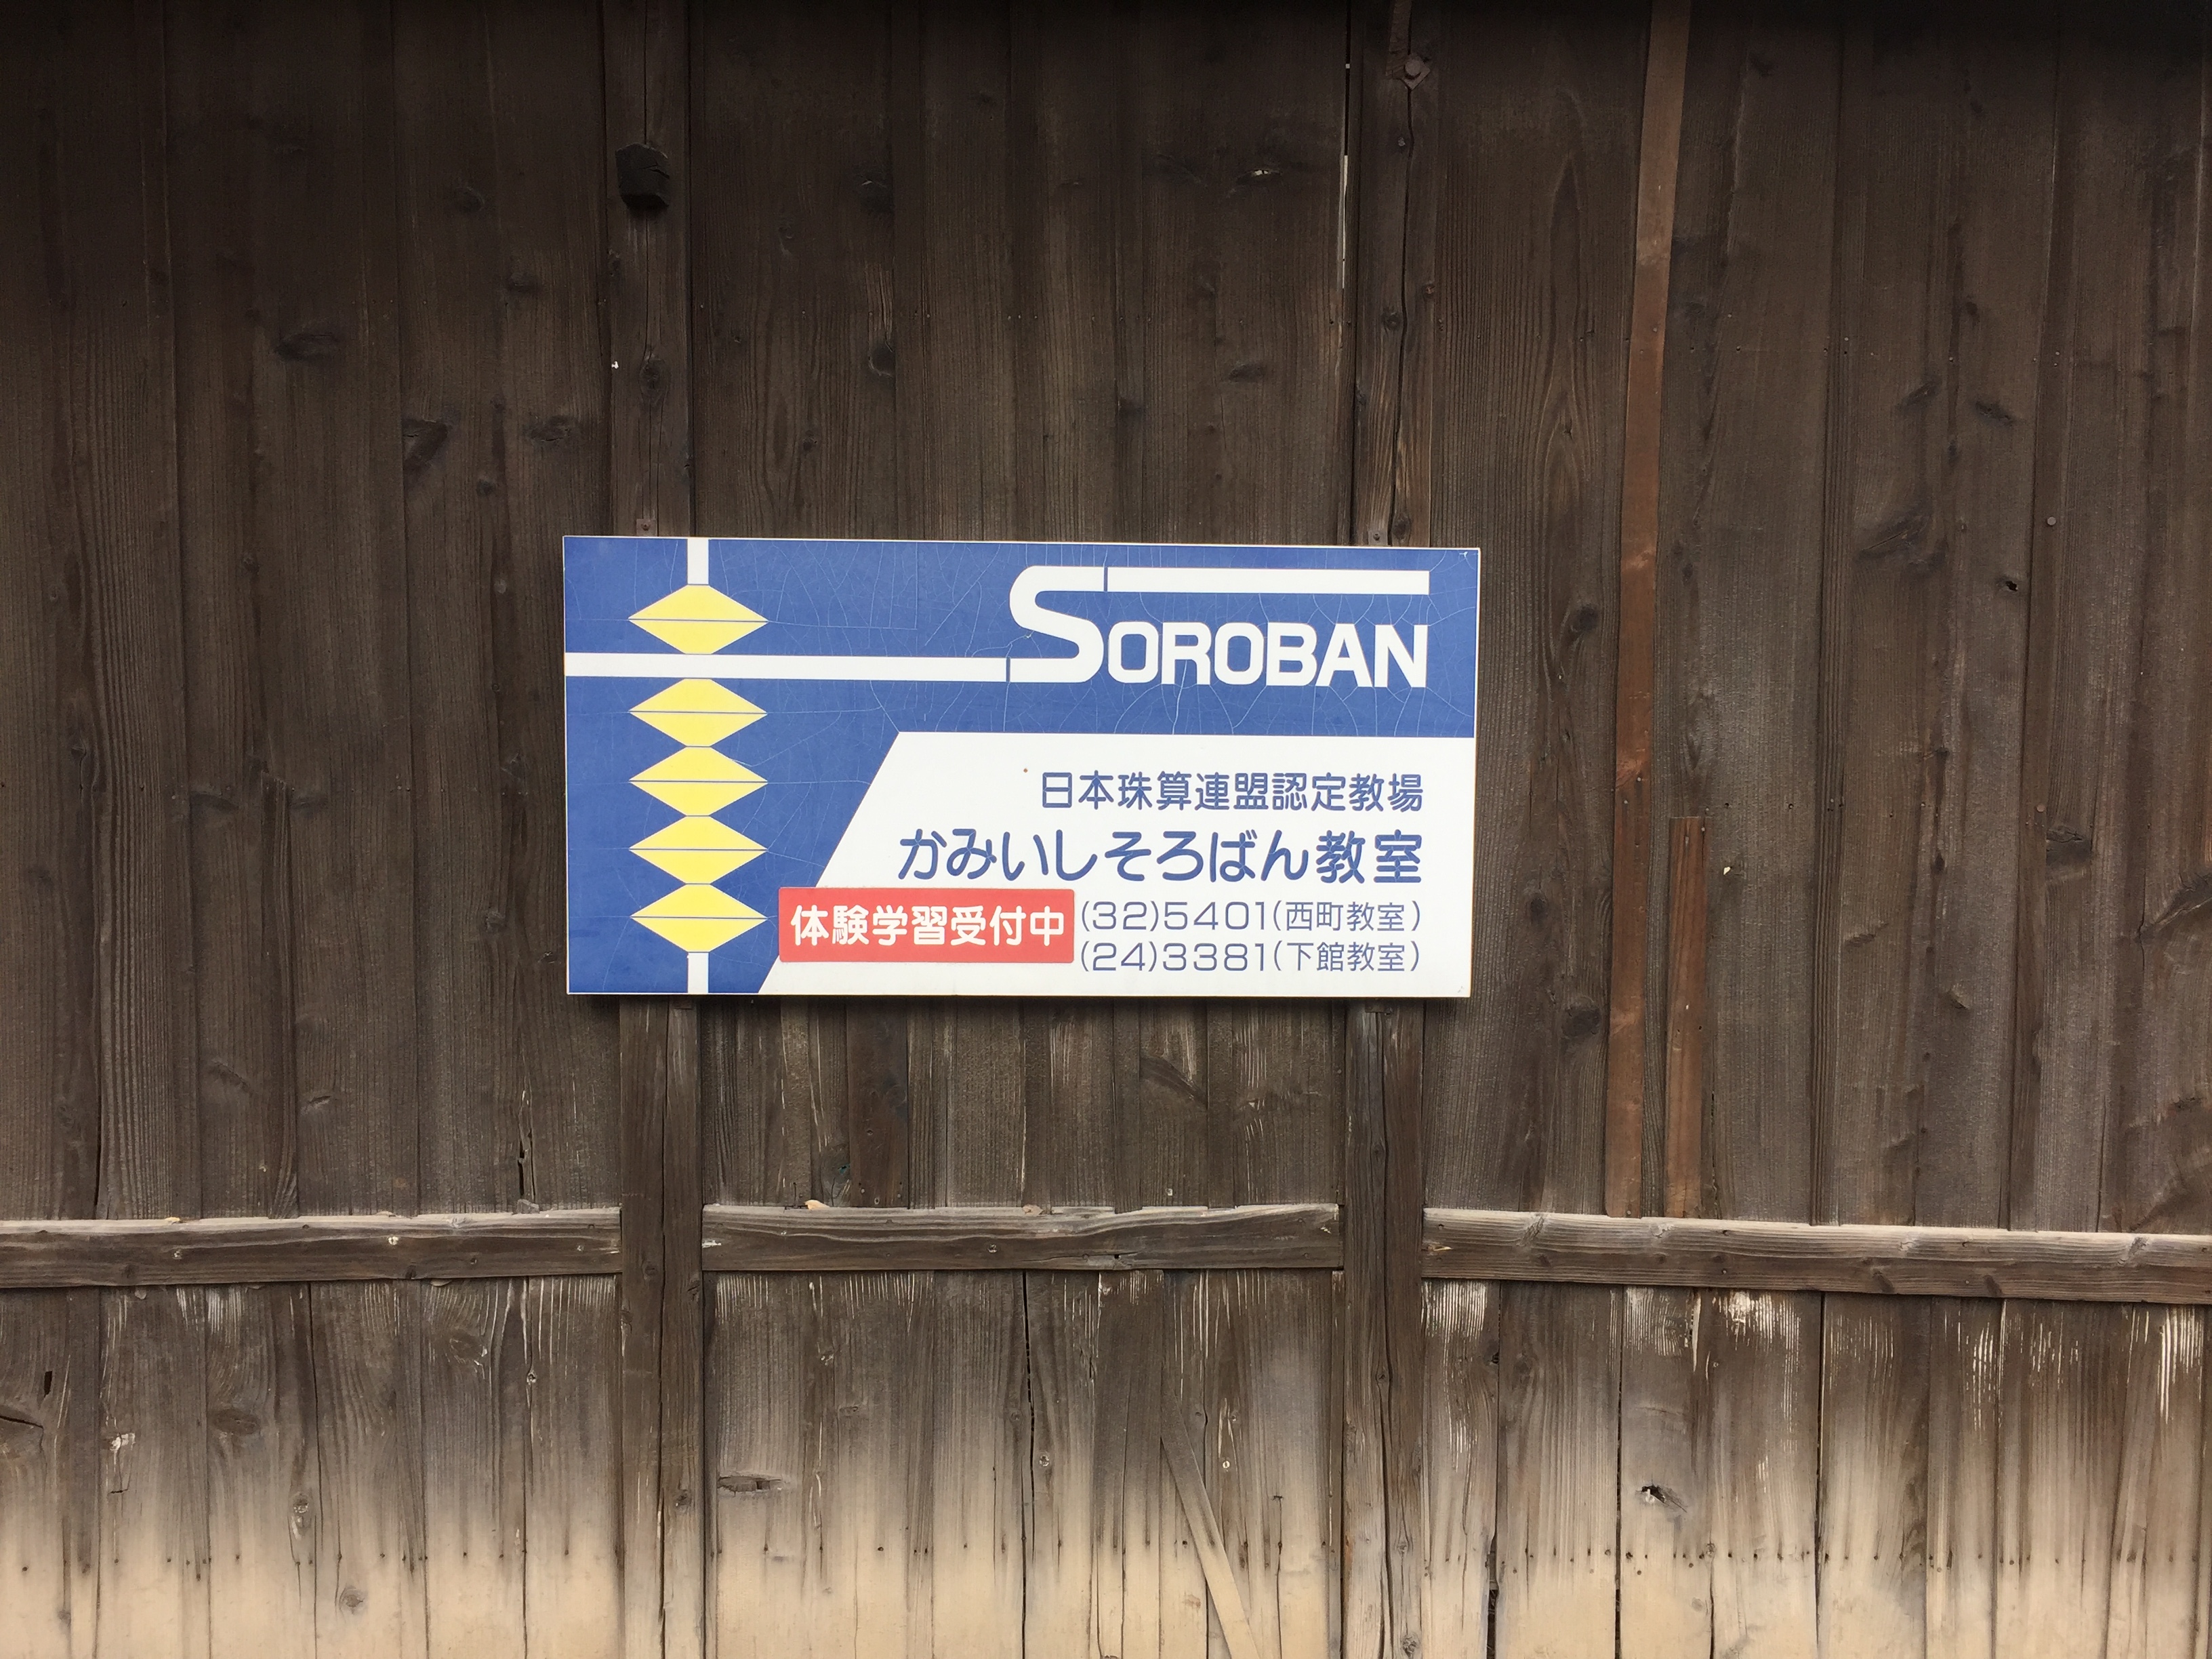 SOROBAN
日本珠算連盟認定教場
かみいしそろばん教室
体験学習受付中
(32)5401(西町教室)
(24)3381(下館教室)